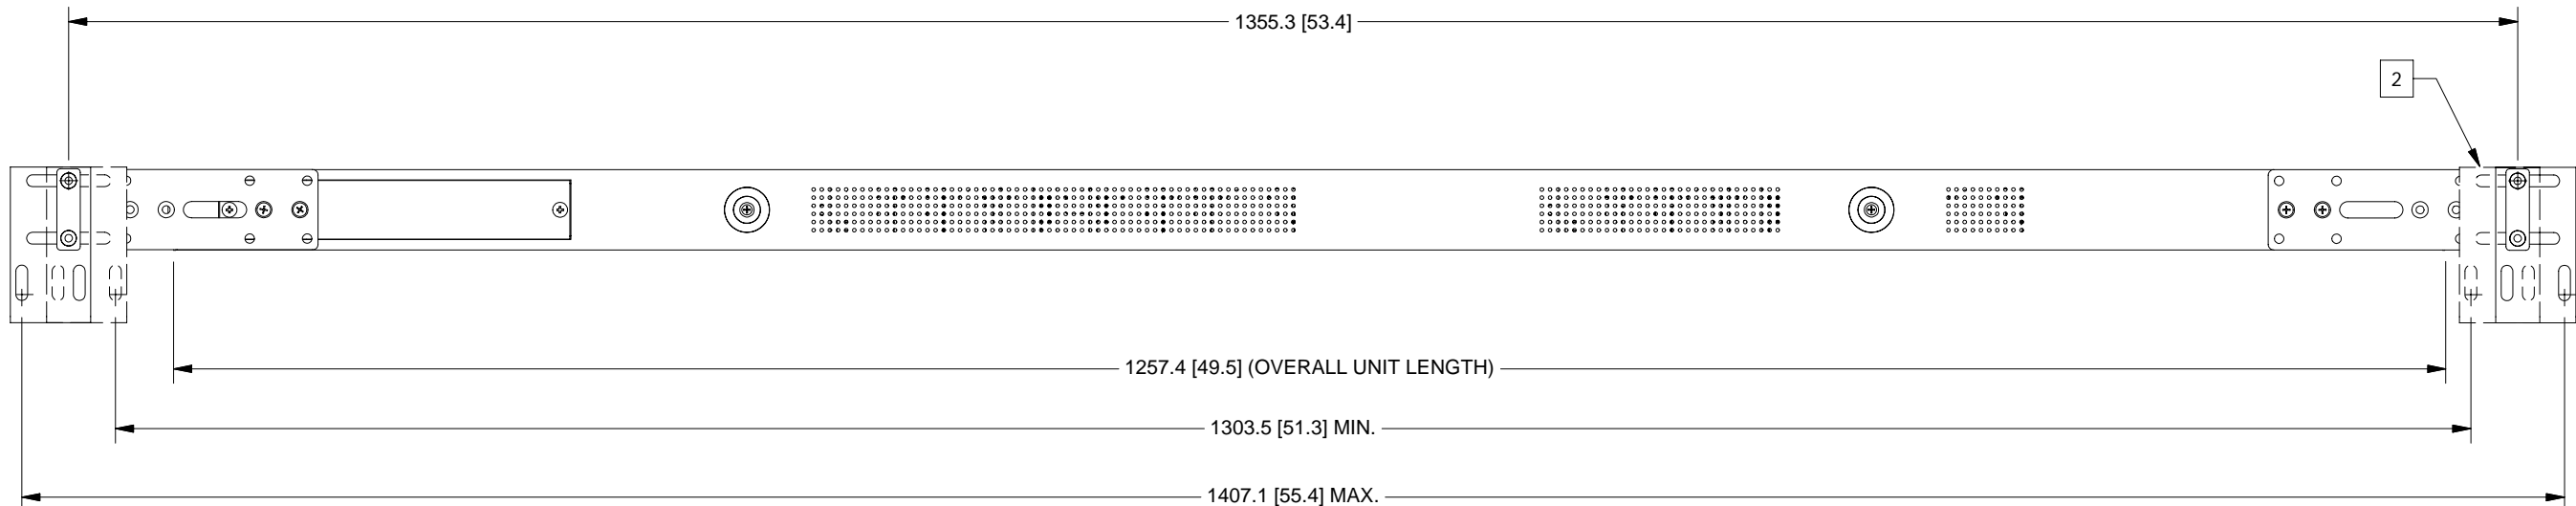 1355.3 [53.4]
2
1257.4 [49.5] (OVERALL UNIT LENGTH)
1303.5 [51.3] MIN.
1407.1 [55.4] MAX.